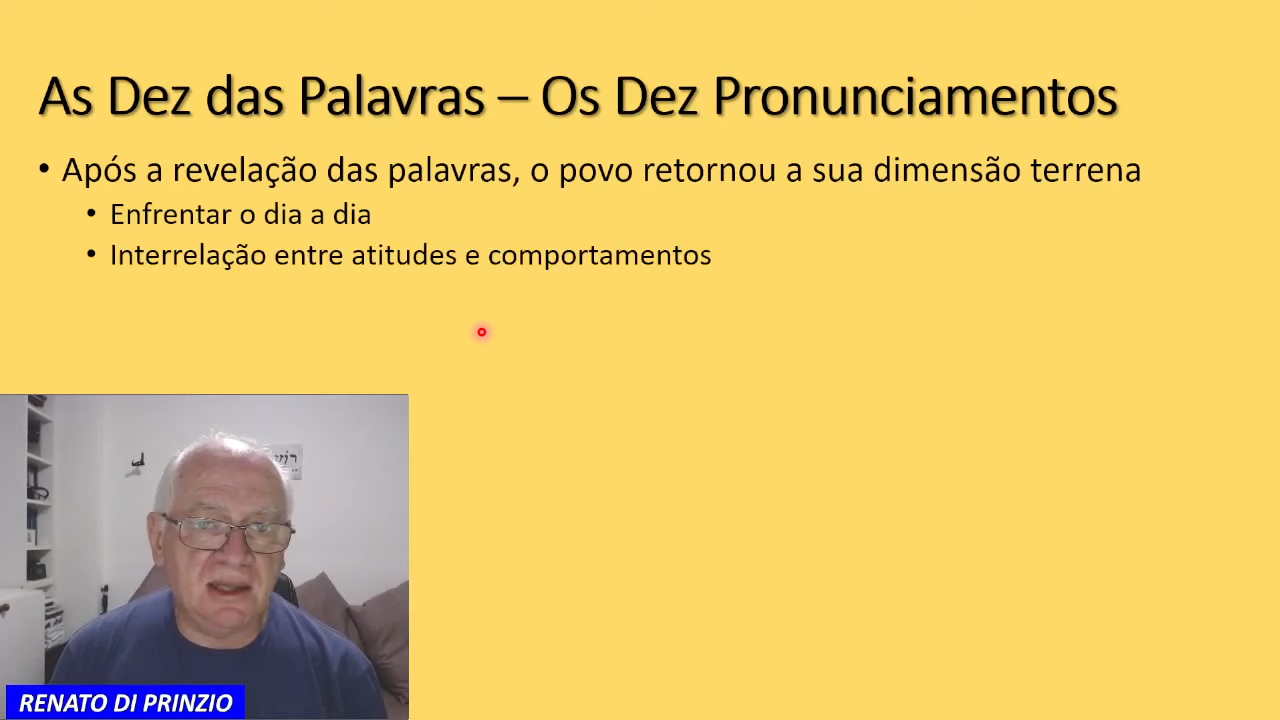 As Dez das Palavras – Os Dez Pronunciamentos
• Após a revelação das palavras, o povo retornou a sua dimensão terrena
• Enfrentar o dia a dia
• Interrelação entre atitudes e comportamentos
RENATO DI PRINZIO